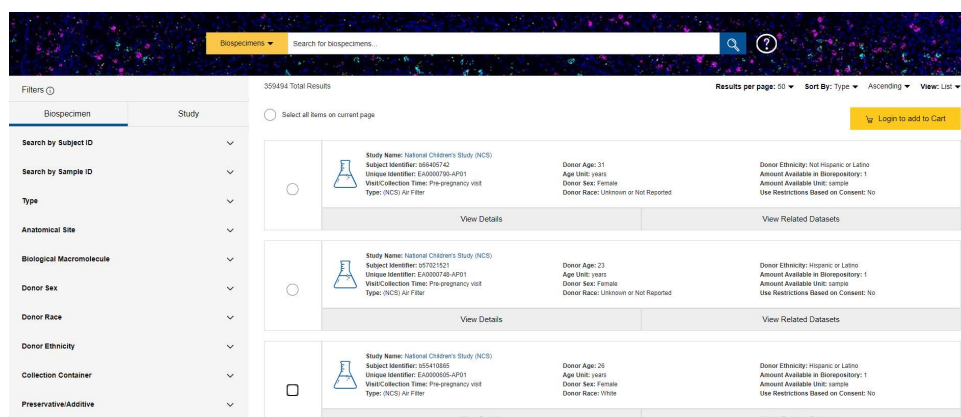 Biospecimens
Search for biospecimens...
?
Filters
359494 Total Results
Results per page: 50 Sort By: Type Ascending View: List
Biospecimen Study
Select all items on current page
Login to add to Cart
Search by Subject ID
Search by Sample ID
Type
Anatomical Site
Biological Macromolecule
Donor Sex
Donor Race
Donor Ethnicity
Collection Container
Preservative/Additive
Study Name: National Children's Study (NCS)
Subject Identifier: b66405742 Donor Age: 31 Donor Ethnicity: Not Hispanic or Latino
Unique Identifier: EA0000790-AP01 Age Unit: years Amount Available in Biorepository: 1
Visit/Collection Time: Pre-pregnancy visit Donor Sex: Female Amount Available Unit: sample
Type: (NCS) Air Filter Donor Race: Unknown or Not Reported Use Restrictions Based on Consent: No
View Details View Related Datasets
Study Name: National Children's Study (NCS)
Subject Identifier: b57021521 Donor Age: 23 Donor Ethnicity: Hispanic or Latino
Unique Identifier: EA0000748-AP01 Age Unit: years Amount Available in Biorepository: 1
Visit/Collection Time: Pre-pregnancy visit Donor Sex: Female Amount Available Unit: sample
Type: (NCS) Air Filter Donor Race: Unknown or Not Reported Use Restrictions Based on Consent: No
View Details View Related Datasets
Study Name: National Children's Study (NCS)
Subject Identifier: b55410865 Donor Age: 26 Donor Ethnicity: Hispanic or Latino
Unique Identifier: EA0000605-AP01 Age Unit: years Amount Available in Biorepository: 1
Visit/Collection Time: Pre-pregnancy visit Donor Sex: Female Amount Available Unit: sample
Type: (NCS) Air Filter Donor Race: White Use Restrictions Based on Consent: No